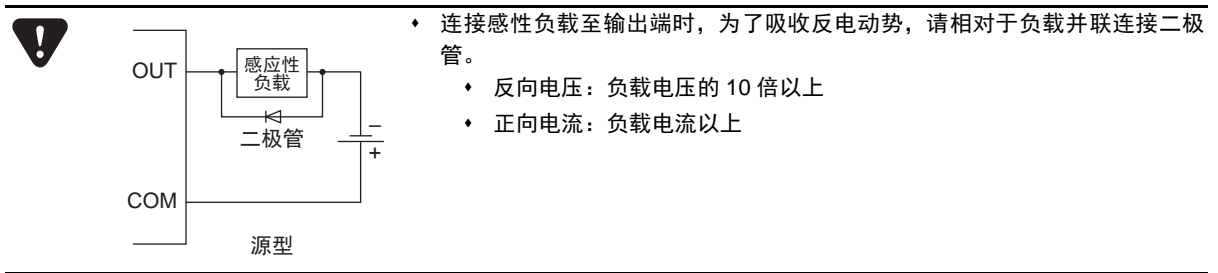 连接感性负载至输出端时，为了吸收反电动势，请相对于负载并联连接二极
管。
反向电压：负载电压的 10 倍以上
正向电流：负载电流以上
OUT
感应性
负载
二极管
−
+
COM
源型